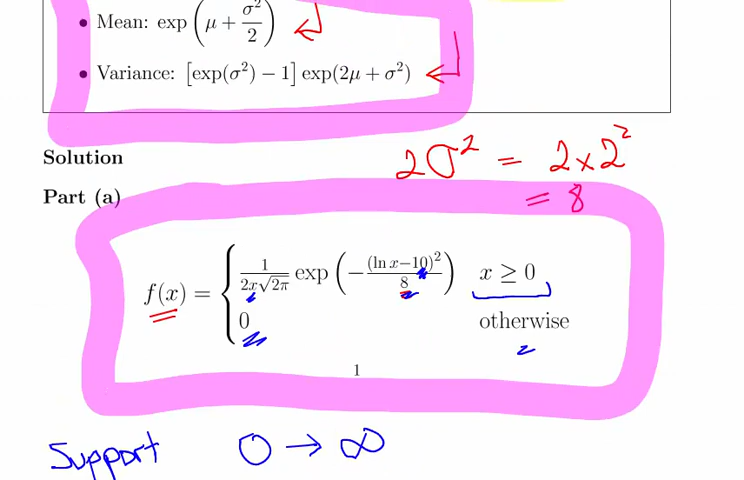 • Mean: exp(μ + σ²/2)
• Variance: [exp(σ²) − 1] exp(2μ + σ²)
Solution
2σ² = 2×2²
Part (a)
= 8
f(x) = { 1/(2x√2π) exp(−(ln x−10)²/8) x ≥ 0
0 otherwise
1
Support 0 → ∞